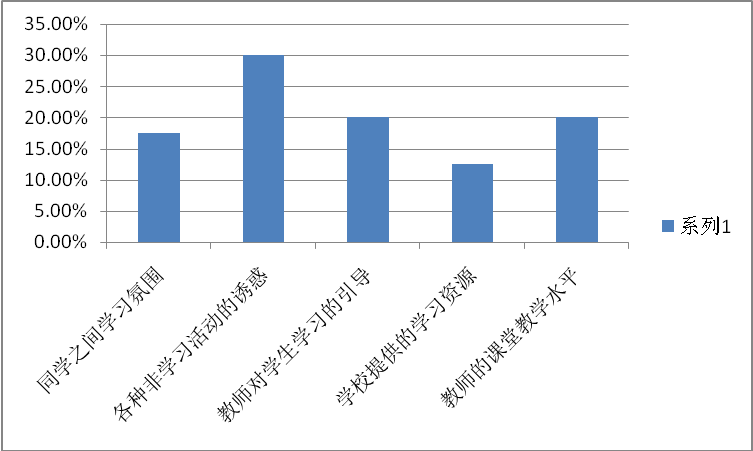 35.00%
30.00%
25.00%
20.00%
15.00%
10.00%
5.00%
0.00%
同学之间学习氛围
各种非学习活动的诱惑
教师对学生学习的引导
学校提供的学习资源
教师的课堂教学水平
系列1